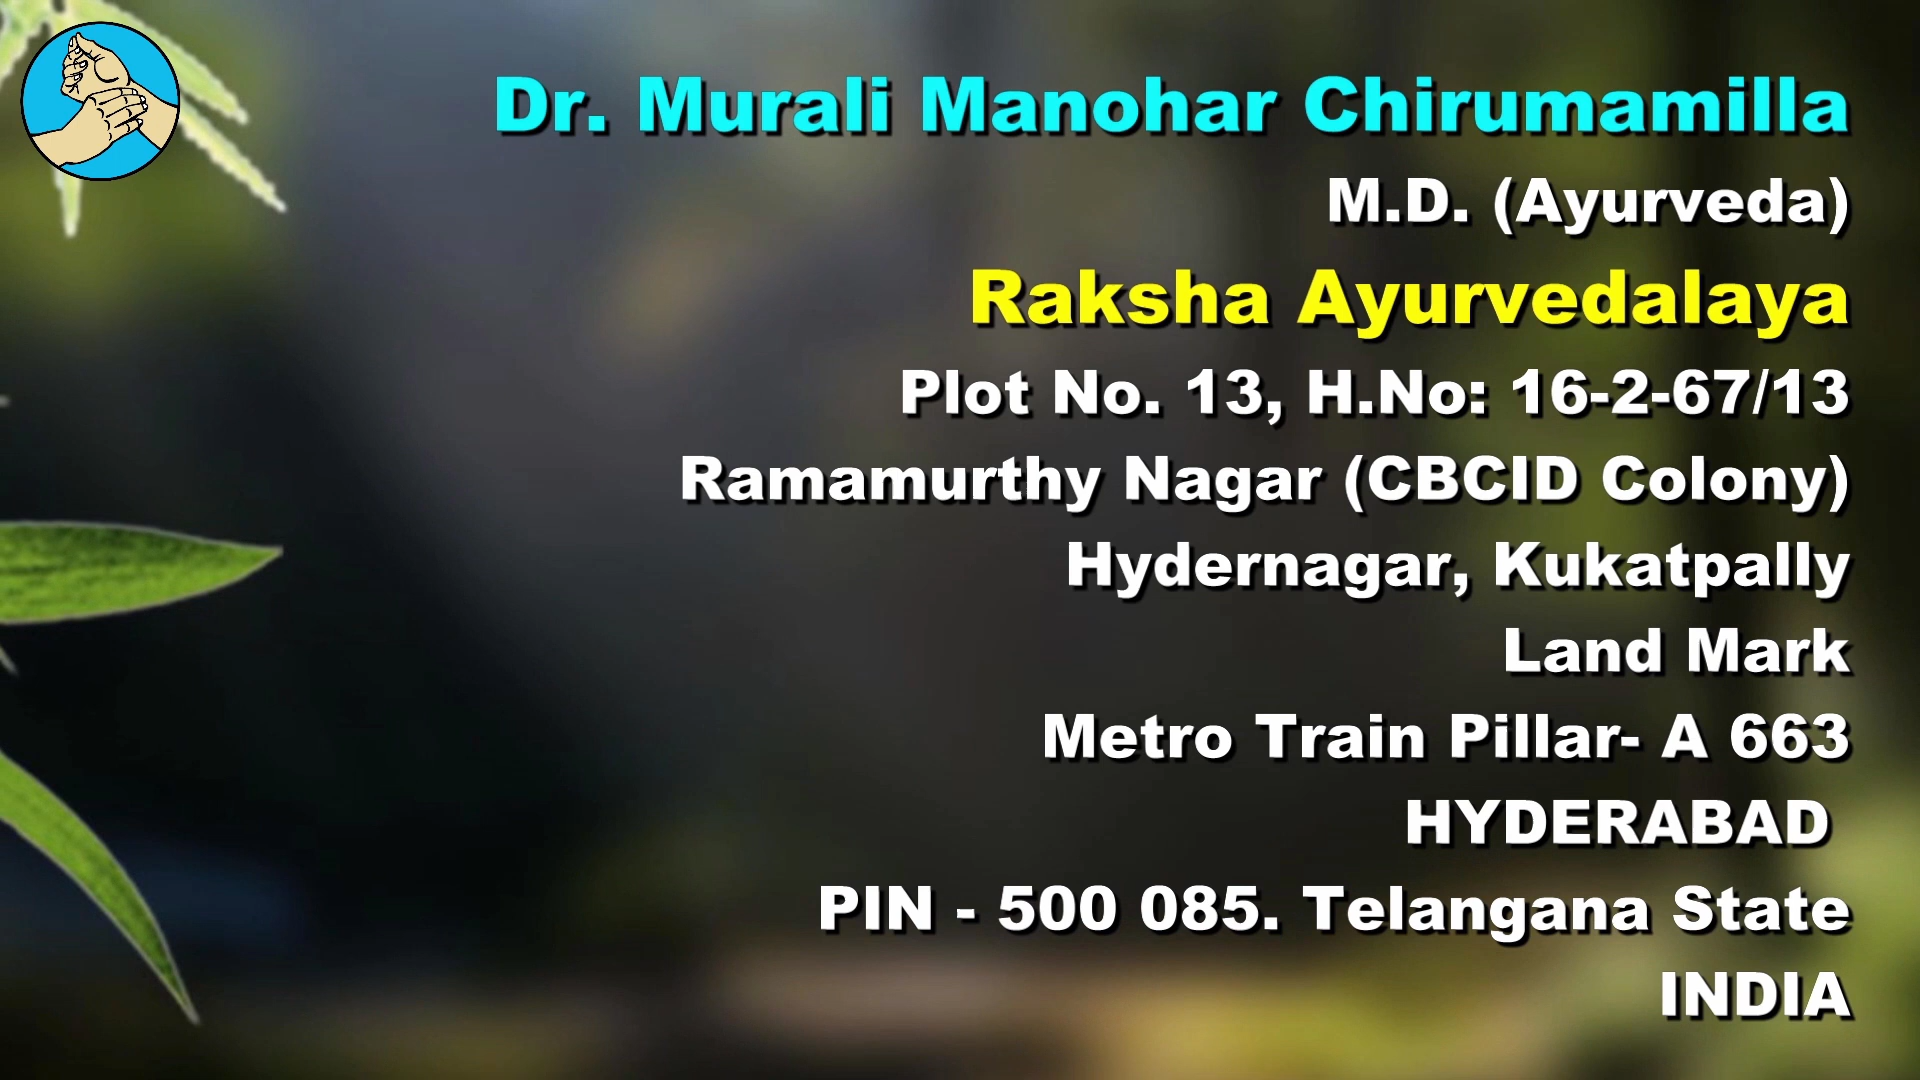 Dr. Murali Manohar Chirumamilla
M.D. (Ayurveda)
Raksha Ayurvedalaya
Plot No. 13, H.No: 16-2-67/13
Ramamurthy Nagar (CBCID Colony)
Hydernagar, Kukatpally
Land Mark
Metro Train Pillar- A 663
HYDERABAD
PIN - 500 085. Telangana State
INDIA